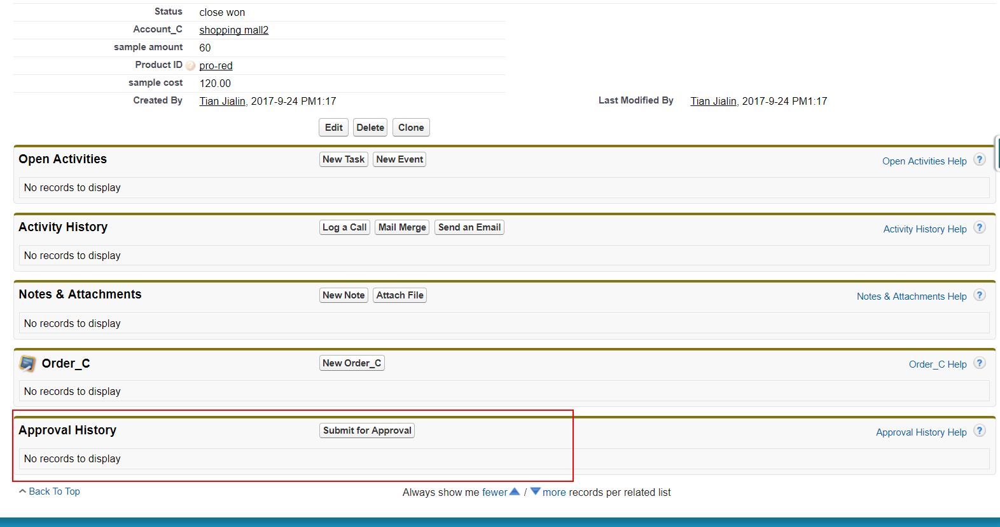 Status close won
Account_C shopping mall2
sample amount 60
Product ID ? pro-red
sample cost 120.00
Created By Tian Jialin, 2017-9-24 PM1:17 Last Modified By Tian Jialin, 2017-9-24 PM1:17
Edit Delete Clone
Open Activities New Task New Event Open Activities Help ?
No records to display
Activity History Log a Call Mail Merge Send an Email Activity History Help ?
No records to display
Notes & Attachments New Note Attach File Notes & Attachments Help ?
No records to display
Order_C New Order_C Order_C Help ?
No records to display
Approval History Submit for Approval Approval History Help ?
No records to display
Back To Top Always show me fewer / more records per related list